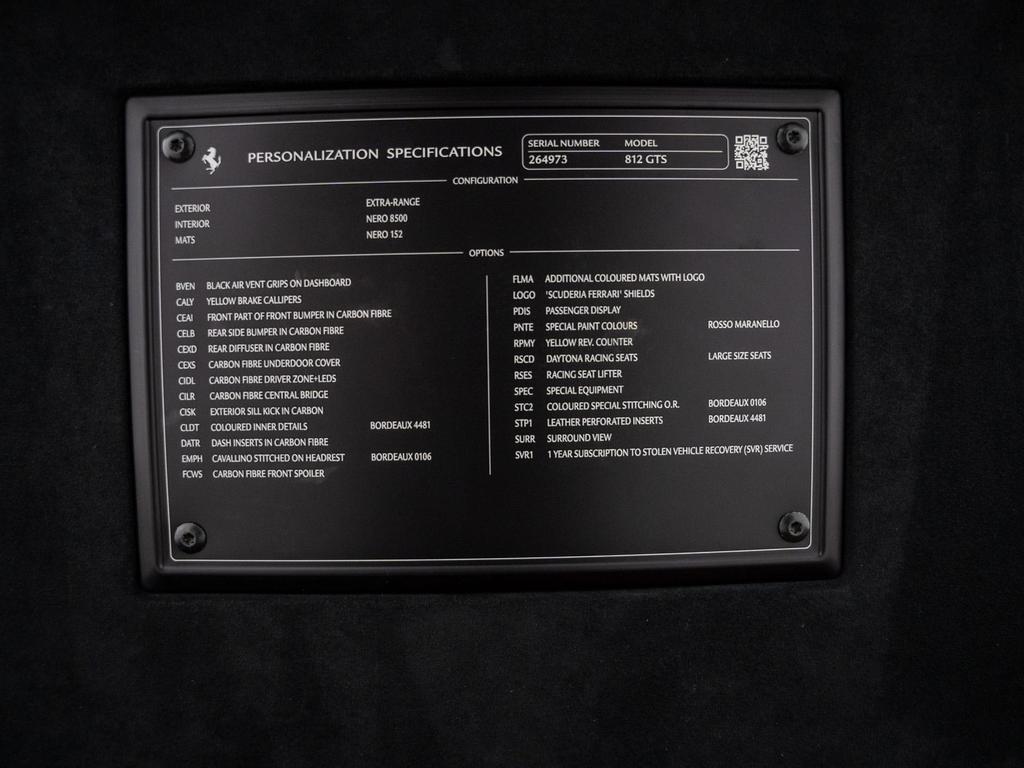 PERSONALIZATION SPECIFICATIONS
SERIAL NUMBER MODEL
264973 812 GTS
CONFIGURATION
EXTERIOR EXTRA-RANGE
INTERIOR NERO 8500
MATS NERO 152
OPTIONS
BVEN BLACK AIR VENT GRIPS ON DASHBOARD
CALY YELLOW BRAKE CALLIPERS
CEAI FRONT PART OF FRONT BUMPER IN CARBON FIBRE
CELB REAR SIDE BUMPER IN CARBON FIBRE
CEXD REAR DIFFUSER IN CARBON FIBRE
CEXS CARBON FIBRE UNDERDOOR COVER
CIDL CARBON FIBRE DRIVER ZONE+LEDS
CILR CARBON FIBRE CENTRAL BRIDGE
CISK EXTERIOR SILL KICK IN CARBON
CLDT COLOURED INNER DETAILS BORDEAUX 4481
DATR DASH INSERTS IN CARBON FIBRE
EMPH CAVALLINO STITCHED ON HEADREST BORDEAUX 0106
FCWS CARBON FIBRE FRONT SPOILER
FLMA ADDITIONAL COLOURED MATS WITH LOGO
LOGO 'SCUDERIA FERRARI' SHIELDS
PDIS PASSENGER DISPLAY
PNTE SPECIAL PAINT COLOURS ROSSO MARANELLO
RPMY YELLOW REV. COUNTER
RSCD DAYTONA RACING SEATS LARGE SIZE SEATS
RSES RACING SEAT LIFTER
SPEC SPECIAL EQUIPMENT
STC2 COLOURED SPECIAL STITCHING O.R. BORDEAUX 0106
STP1 LEATHER PERFORATED INSERTS BORDEAUX 4481
SURR SURROUND VIEW
SVR1 1 YEAR SUBSCRIPTION TO STOLEN VEHICLE RECOVERY (SVR) SERVICE